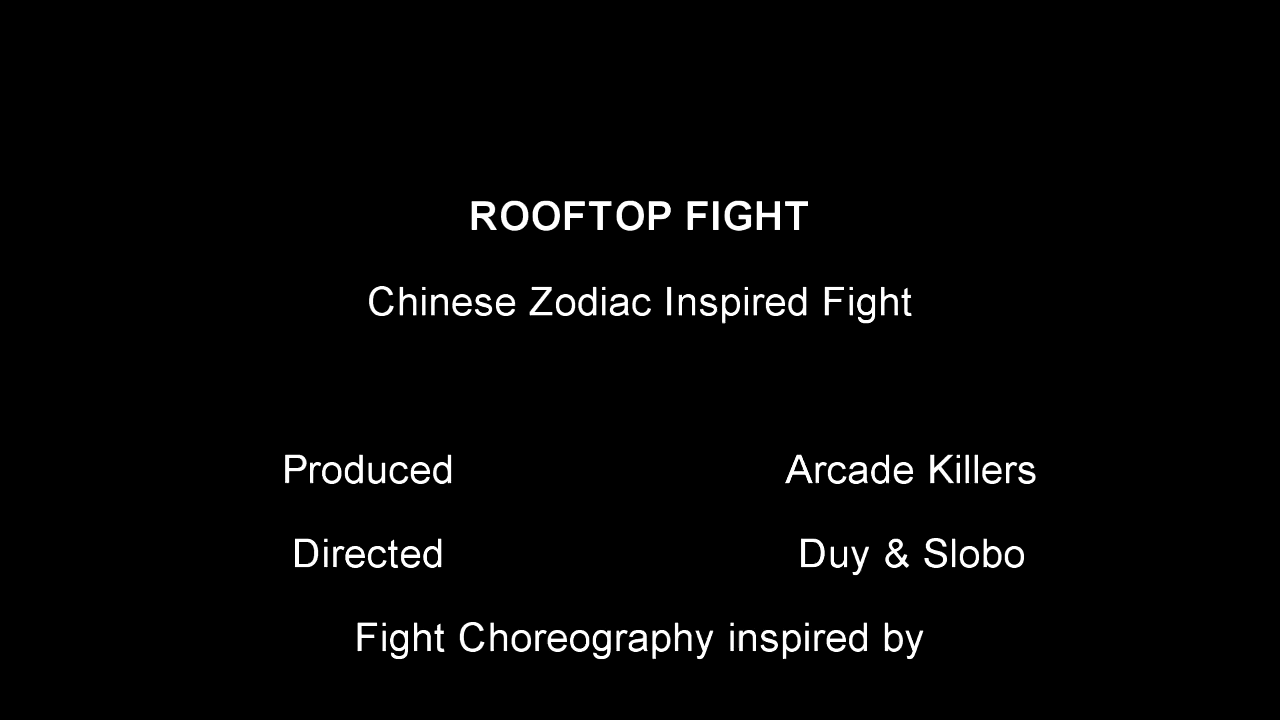 ROOFTOP FIGHT
Chinese Zodiac Inspired Fight
Produced Arcade Killers
Directed Duy & Slobo
Fight Choreography inspired by